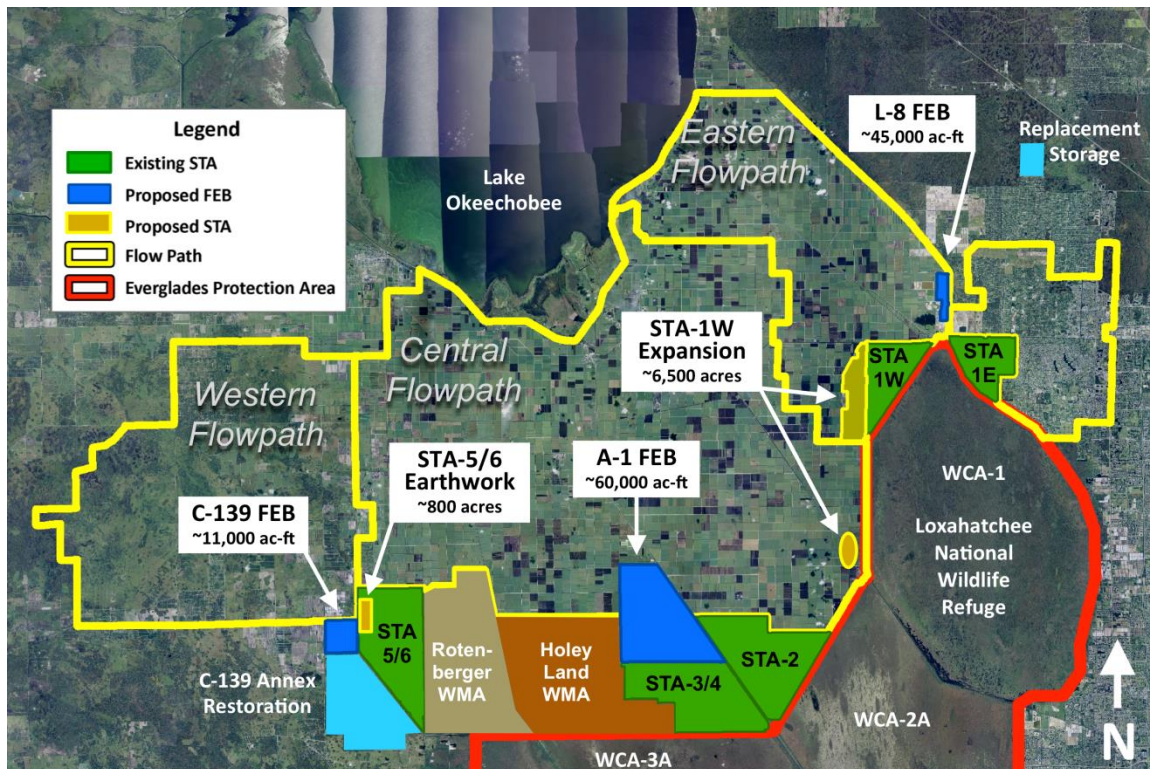 Legend
Existing STA
Proposed FEB
Proposed STA
Flow Path
Everglades Protection Area
Lake
Okeechobee
Eastern
Flowpath
L-8 FEB
~45,000 ac-ft
Replacement
Storage
Western
Flowpath
Central
Flowpath
STA-1W
Expansion
~6,500 acres
STA
1W
STA
1E
C-139 FEB
~11,000 ac-ft
STA-5/6
Earthwork
~800 acres
A-1 FEB
~60,000 ac-ft
WCA-1
Loxahatchee
National
Wildlife
Refuge
STA
5/6
Roten-
berger
WMA
Holey
Land
WMA
STA-3/4
STA-2
C-139 Annex
Restoration
WCA-2A
WCA-3A
N